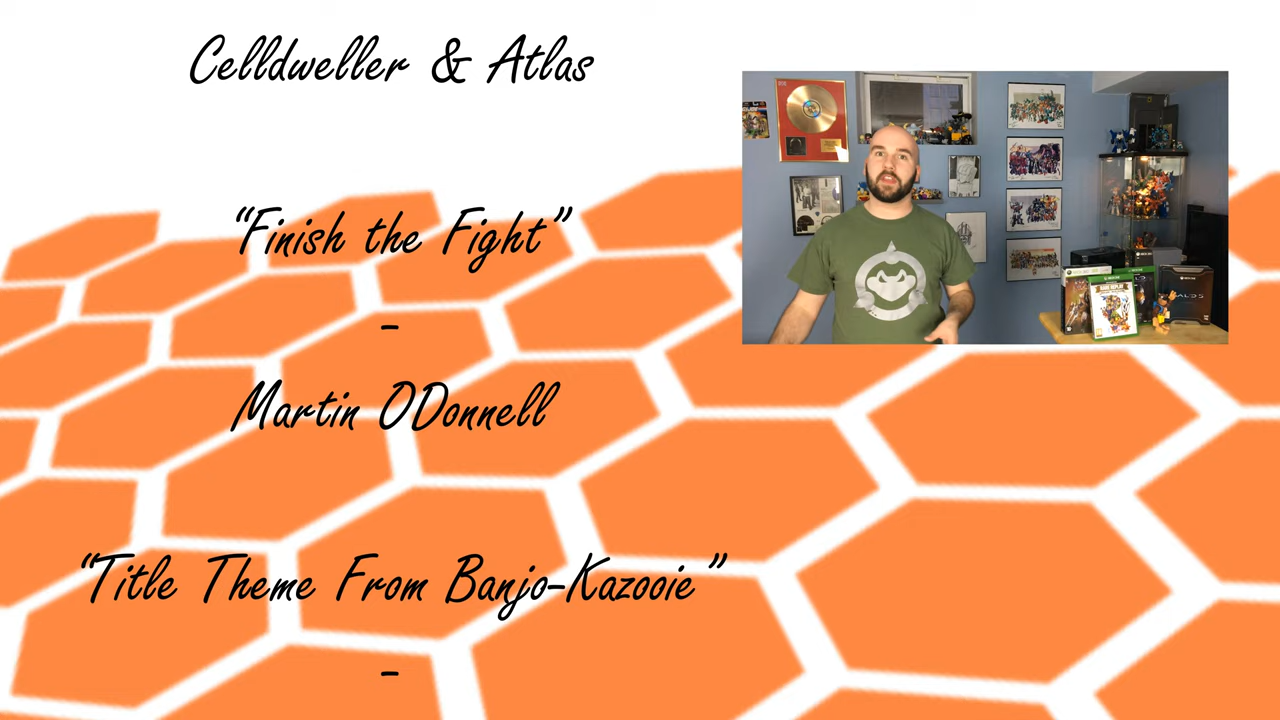 Celldweller & Atlas
“Finish the Fight”
-
Martin ODonnell
“Title Theme From Banjo-Kazooie”
-